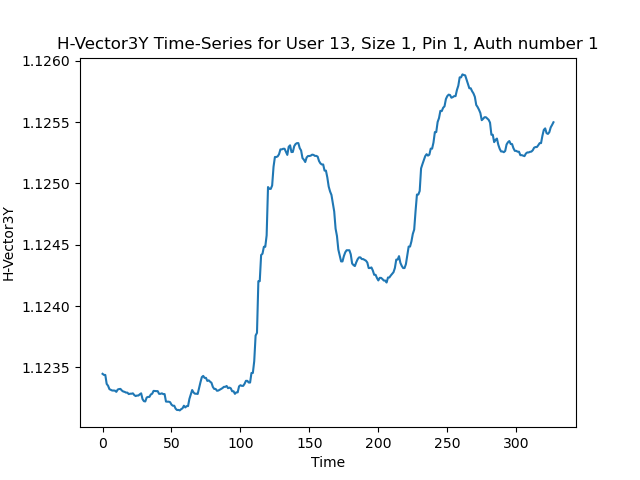 H-Vector3Y Time-Series for User 13, Size 1, Pin 1, Auth number 1
1.1260
1.1255
1.1250
1.1245
1.1240
1.1235
H-Vector3Y
0 50 100 150 200 250 300
Time